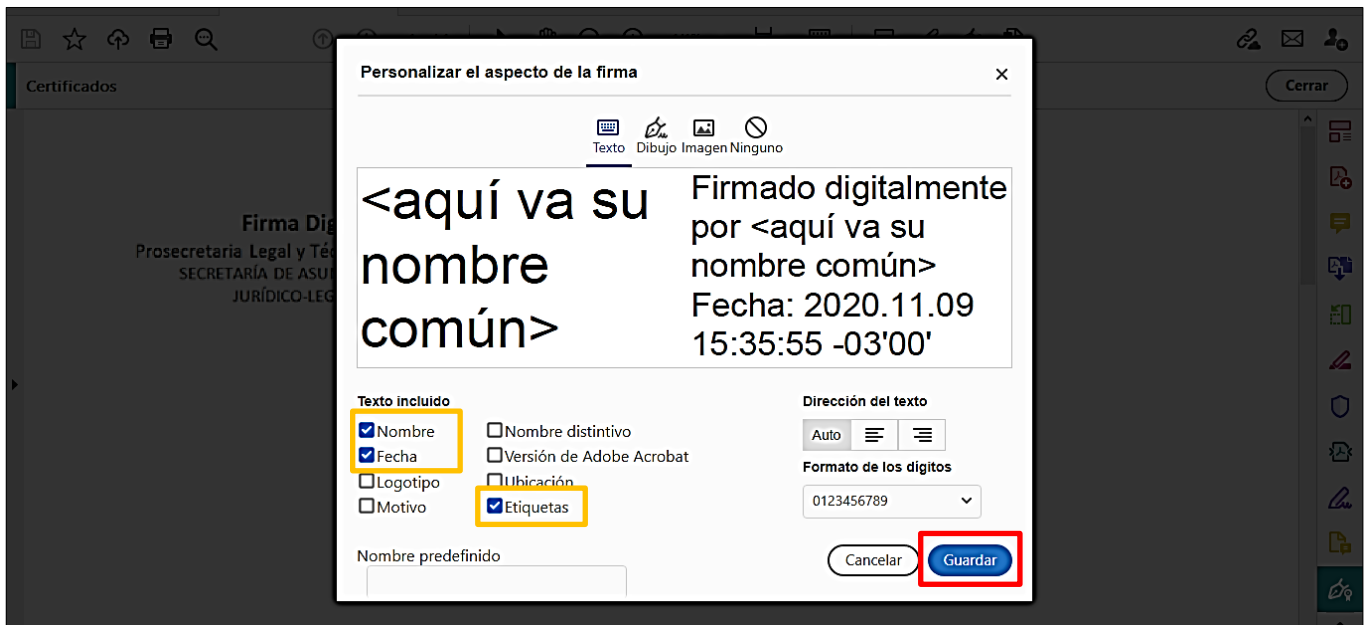 Certificados
Cerrar
Firma Dig
Prosecretaria Legal y Téc
SECRETARÍA DE ASUN
JURÍDICO-LEG
Personalizar el aspecto de la firma
Texto Dibujo Imagen Ninguno
<aquí va su
nombre
común>
Firmado digitalmente
por <aquí va su
nombre común>
Fecha: 2020.11.09
15:35:55 -03'00'
Texto incluido
Nombre
Fecha
Logotipo
Motivo
Nombre distintivo
Versión de Adobe Acrobat
Ubicación
Etiquetas
Dirección del texto
Auto
Formato de los dígitos
0123456789
Nombre predefinido
Cancelar
Guardar